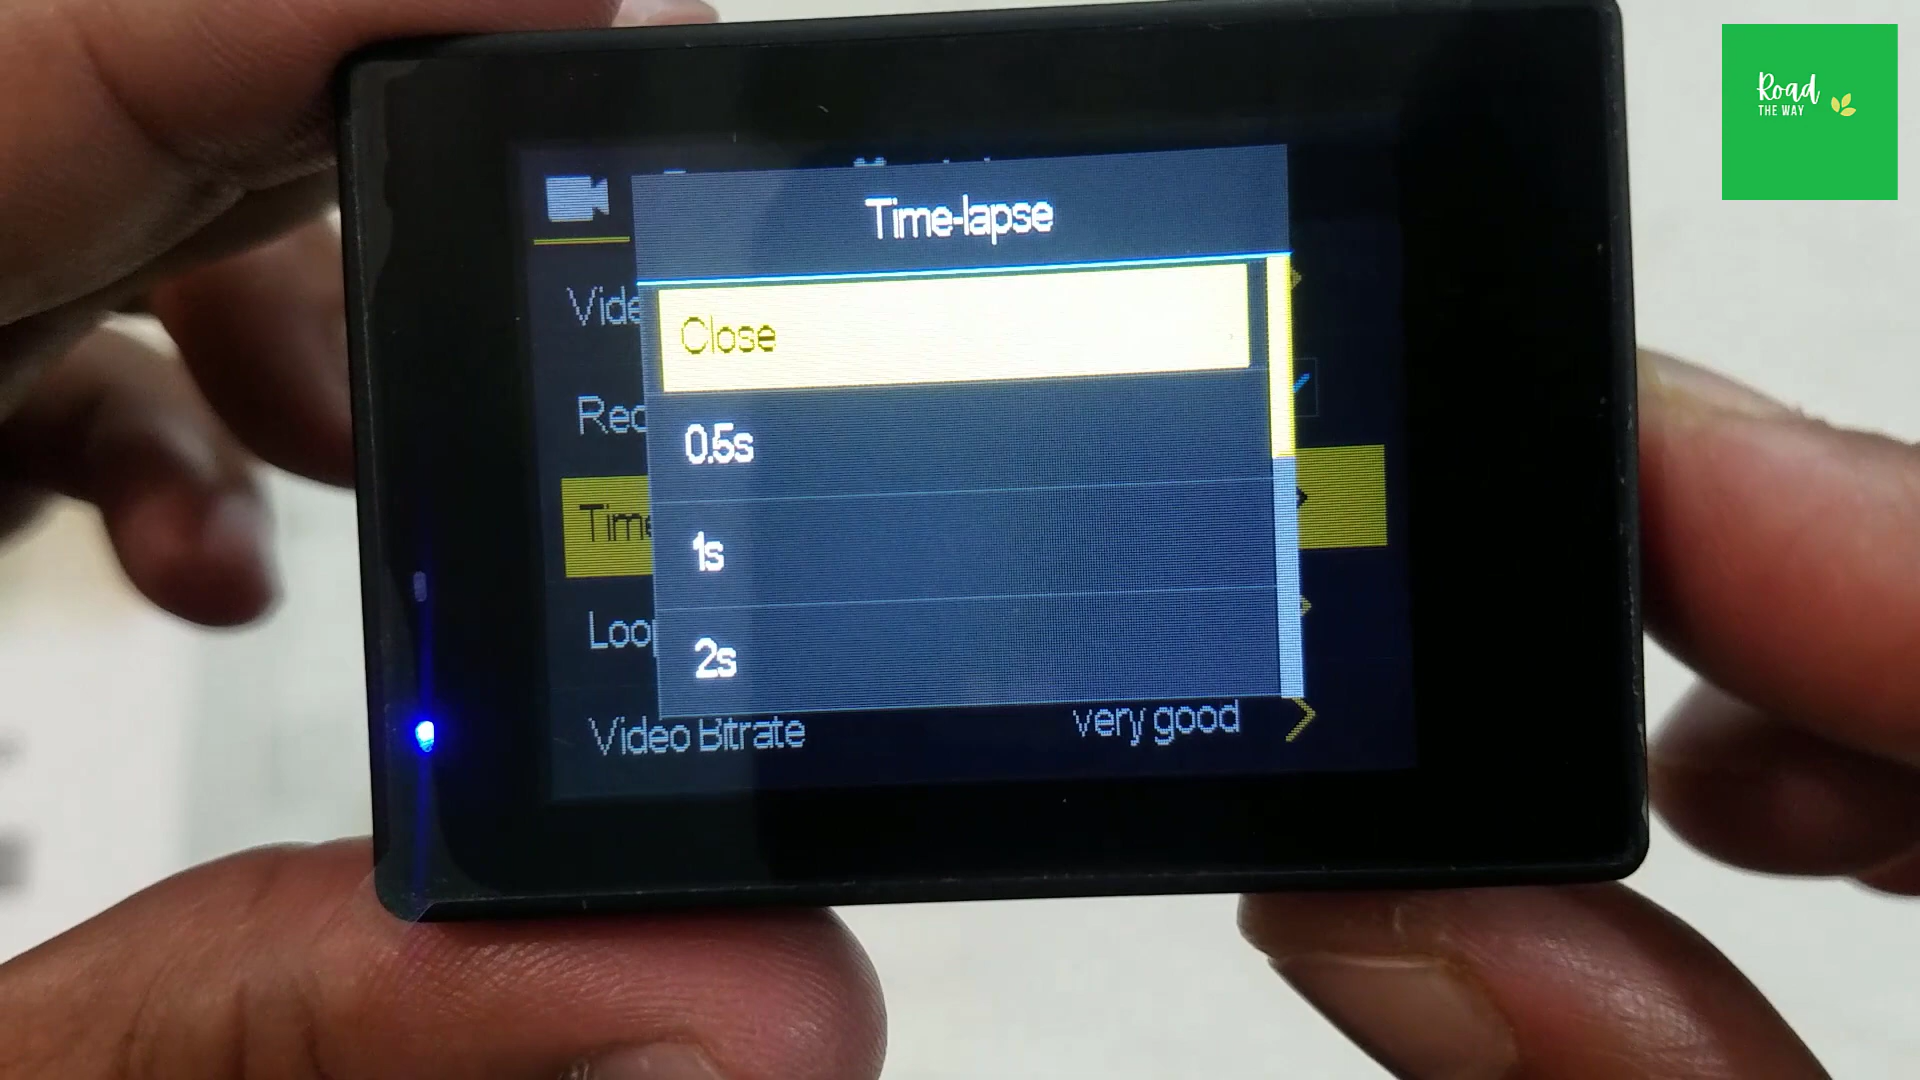 Road
THE WAY
Time-lapse
Close
0.5s
1s
2s
Video Bitrate very good